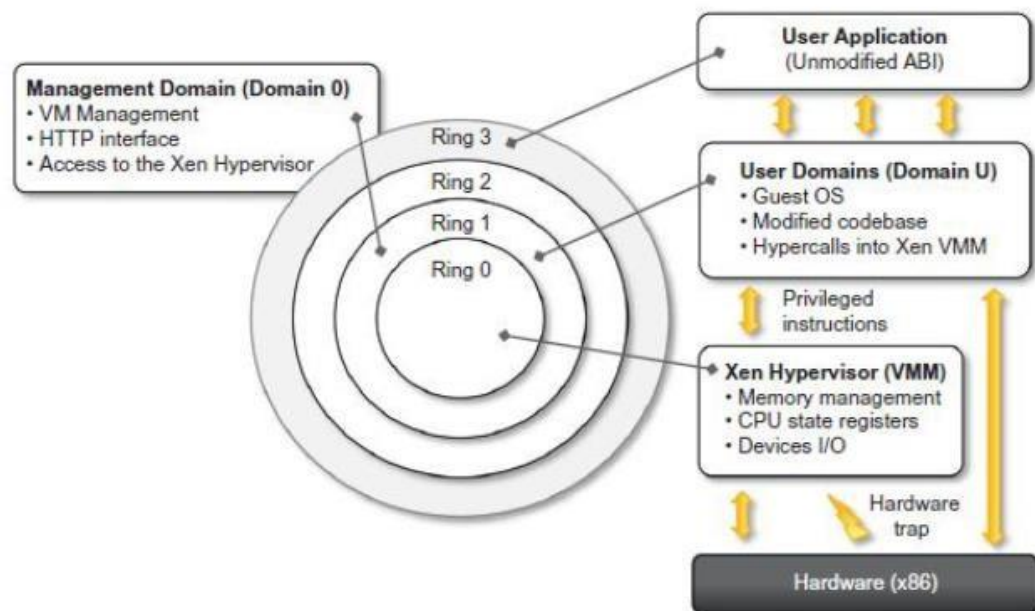 User Application
(Unmodified ABI)
Management Domain (Domain 0)
• VM Management
• HTTP interface
• Access to the Xen Hypervisor
Ring 3
Ring 2
Ring 1
Ring 0
User Domains (Domain U)
• Guest OS
• Modified codebase
• Hypercalls into Xen VMM
Privileged
instructions
Xen Hypervisor (VMM)
• Memory management
• CPU state registers
• Devices I/O
Hardware
trap
Hardware (x86)